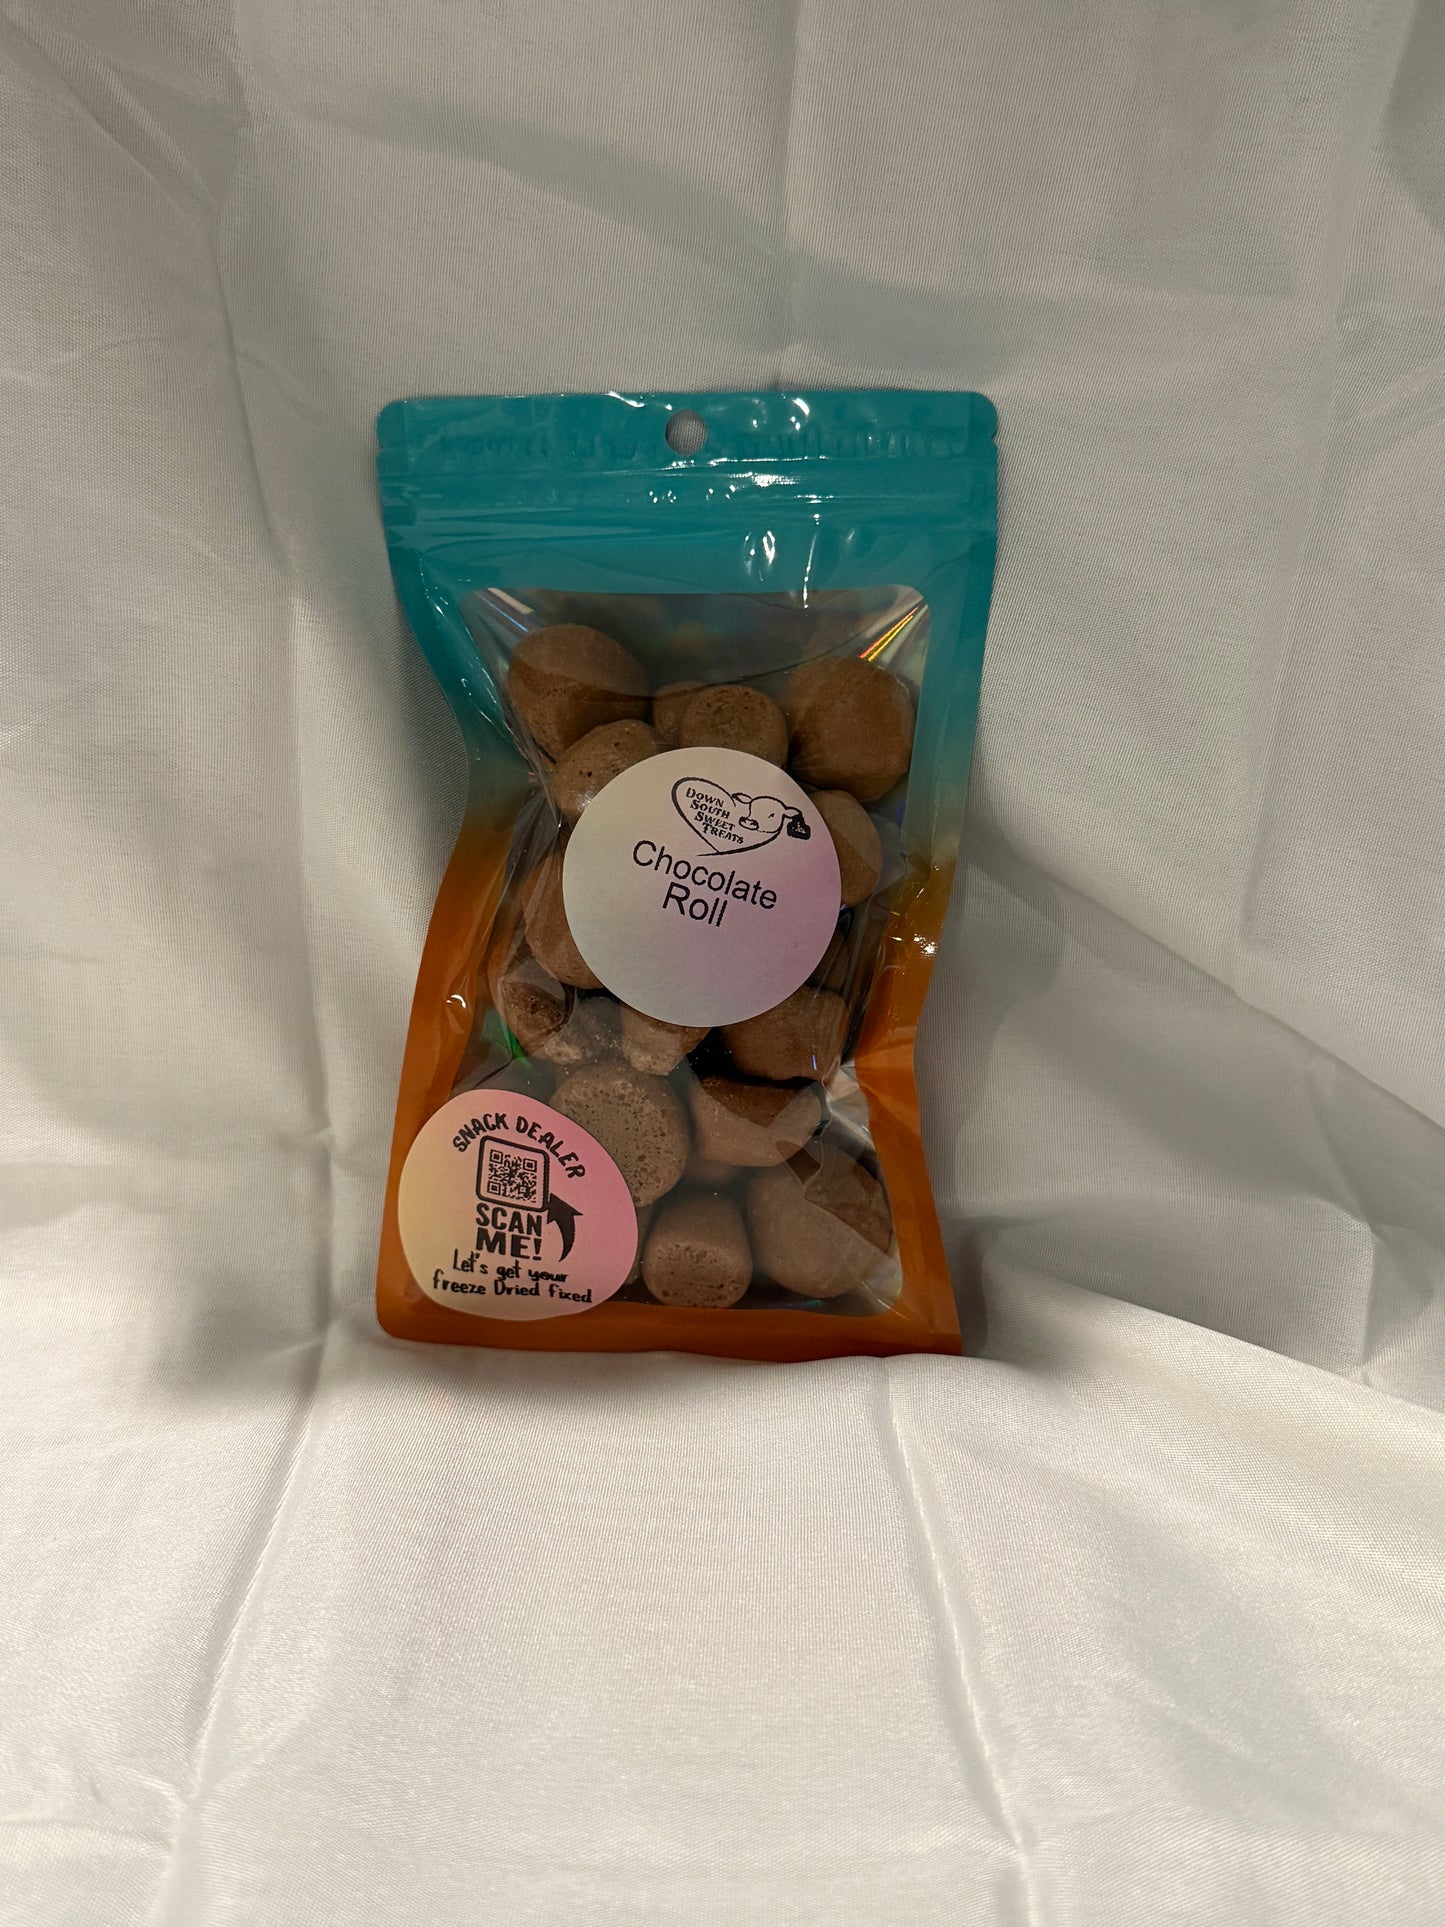 DOWN
SOUTH
SWEET
TREATS
Chocolate
Roll
SNACK DEALER
SCAN
ME!
Let's get your
freeze Dried fixed